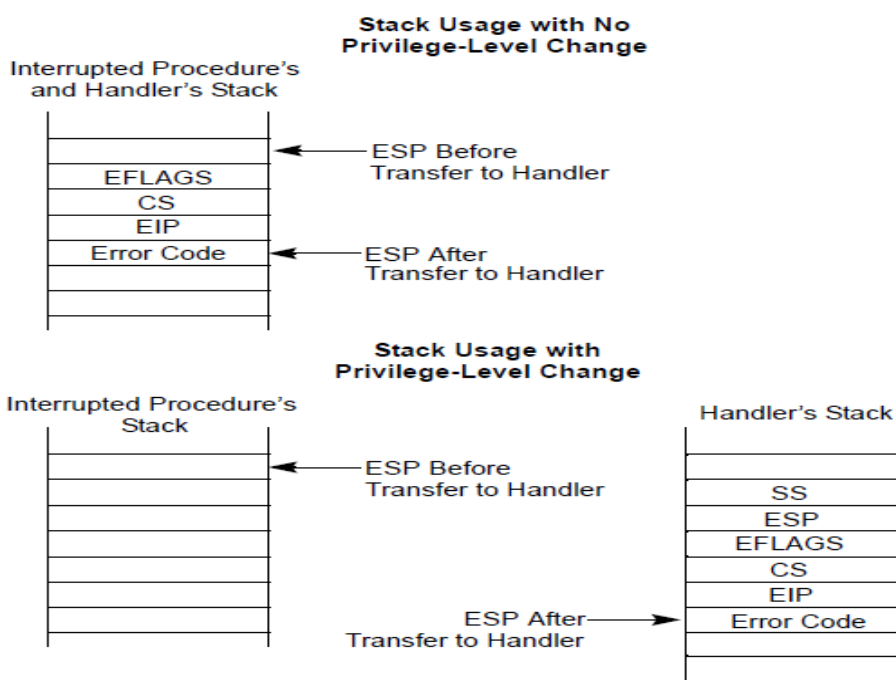 Stack Usage with No
Privilege-Level Change
Interrupted Procedure's
and Handler's Stack
ESP Before
Transfer to Handler
EFLAGS
CS
EIP
Error Code
ESP After
Transfer to Handler
Stack Usage with
Privilege-Level Change
Interrupted Procedure's
Stack
Handler's Stack
ESP Before
Transfer to Handler
SS
ESP
EFLAGS
CS
EIP
ESP After
Transfer to Handler
Error Code